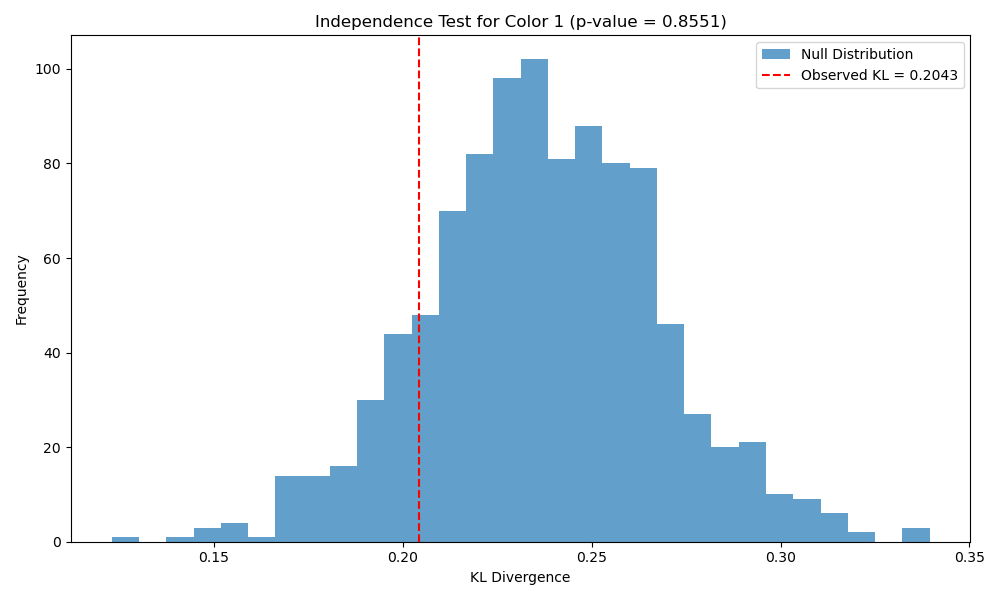 Independence Test for Color 1 (p-value = 0.8551)
Null Distribution
Observed KL = 0.2043
Frequency
100
80
60
40
20
0
0.15 0.20 0.25 0.30 0.35
KL Divergence